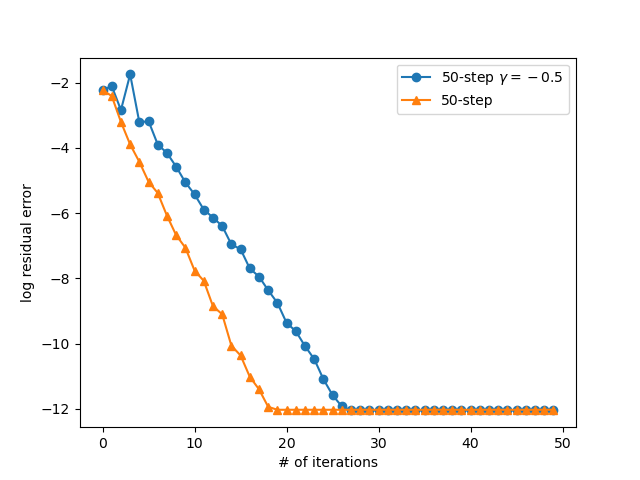 50-step γ = −0.5
50-step
log residual error
−2
−4
−6
−8
−10
−12
0 10 20 30 40 50
# of iterations